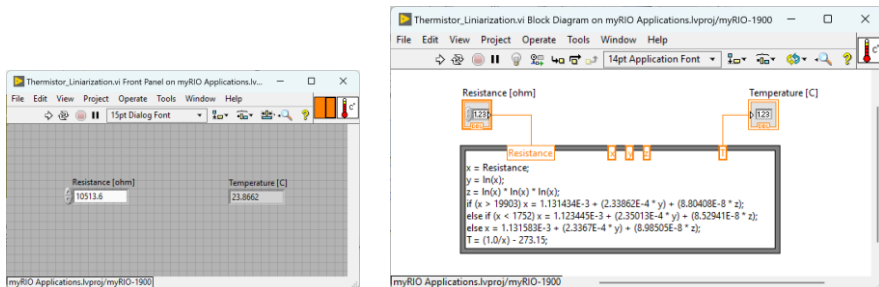 Thermistor_Liniarization.vi Front Panel on myRIO Applications.lv...
File Edit View Project Operate Tools Window Help
15pt Dialog Font
C°
Resistance [ohm]
10513.6
Temperature [C]
23.8662
myRIO Applications.lvproj/myRIO-1900
Thermistor_Liniarization.vi Block Diagram on myRIO Applications.lvproj/myRIO-1900
File Edit View Project Operate Tools Window Help
14pt Application Font
C°
Resistance [ohm]
1.23
Temperature [C]
1.23
Resistance
x
y
z
T
x = Resistance;
y = ln(x);
z = ln(x) * ln(x) * ln(x);
if (x > 19903) x = 1.131434E-3 + (2.33862E-4 * y) + (8.80408E-8 * z);
else if (x < 1752) x = 1.123445E-3 + (2.35013E-4 * y) + (8.52941E-8 * z);
else x = 1.131583E-3 + (2.3367E-4 * y) + (8.98505E-8 * z);
T = (1.0/x) - 273.15;
myRIO Applications.lvproj/myRIO-1900